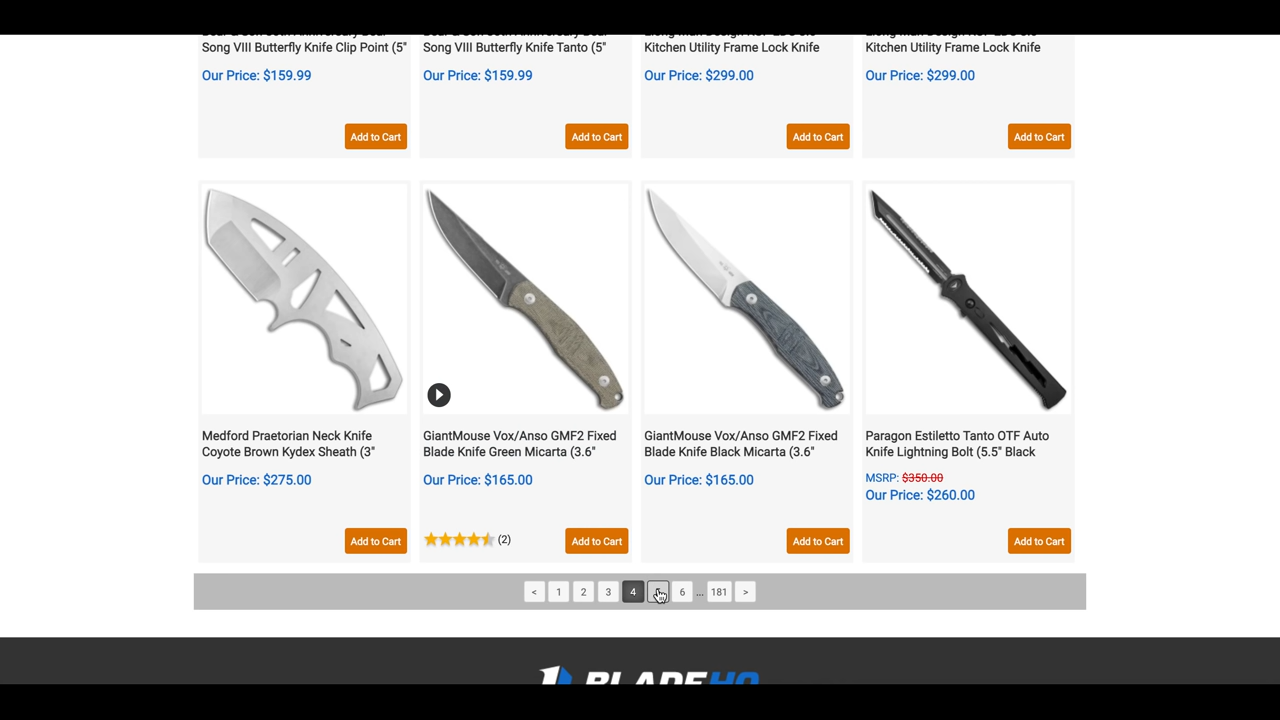 Song VIII Butterfly Knife Clip Point (5"
Our Price: $159.99
Add to Cart
Song VIII Butterfly Knife Tanto (5"
Our Price: $159.99
Add to Cart
Kitchen Utility Frame Lock Knife
Our Price: $299.00
Add to Cart
Kitchen Utility Frame Lock Knife
Our Price: $299.00
Add to Cart
Medford Praetorian Neck Knife
Coyote Brown Kydex Sheath (3"
Our Price: $275.00
Add to Cart
GiantMouse Vox/Anso GMF2 Fixed
Blade Knife Green Micarta (3.6"
Our Price: $165.00
(2)
Add to Cart
GiantMouse Vox/Anso GMF2 Fixed
Blade Knife Black Micarta (3.6"
Our Price: $165.00
Add to Cart
Paragon Estiletto Tanto OTF Auto
Knife Lightning Bolt (5.5" Black
MSRP: $350.00
Our Price: $260.00
Add to Cart
< 1 2 3 4 6 ... 181 >
BLADEHQ